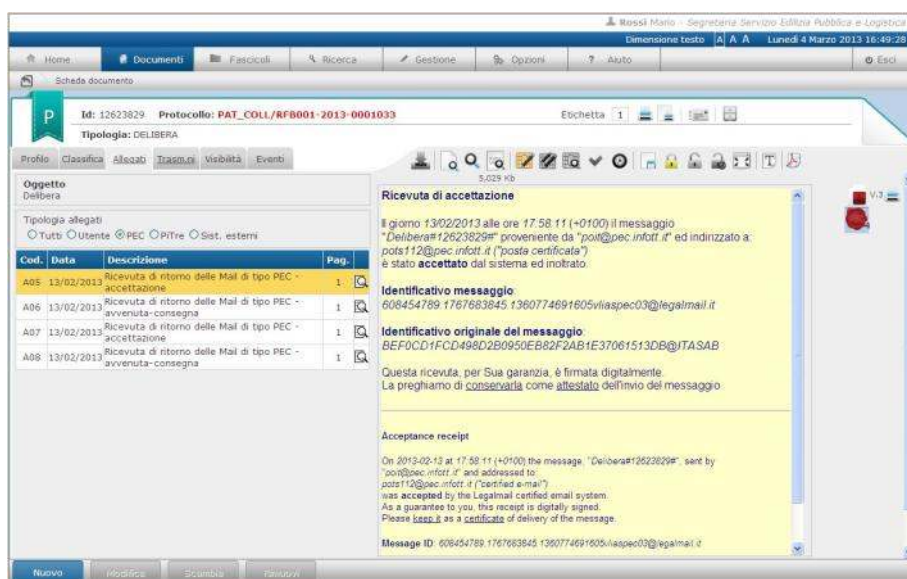 Rossi Mario - Segreteria Servizio Edilizia Pubblica e Logistica
Dimensione testo A A A Lunedì 4 Marzo 2013 16:49:28
Home Documenti Fascicoli Ricerca Gestione Opzioni ? Aiuto Esci
Scheda documento
P
Id: 12623829 Protocollo: PAT_COLL/RFB001-2013-0001033
Etichetta 1
Tipologia: DELIBERA
Profilo Classifica Allegati Trasm.ni Visibilità Eventi
5,029 Kb
Oggetto
Delibera
Tipologia allegati
Tutti Utente PEC PiTre Sist. esterni
Cod. Data Descrizione Pag.
A05 13/02/2013 Ricevuta di ritorno delle Mail di tipo PEC - accettazione 1
A06 13/02/2013 Ricevuta di ritorno delle Mail di tipo PEC - avvenuta-consegna 1
A07 13/02/2013 Ricevuta di ritorno delle Mail di tipo PEC - accettazione 1
A08 13/02/2013 Ricevuta di ritorno delle Mail di tipo PEC - avvenuta-consegna 1
Ricevuta di accettazione
Il giorno 13/02/2013 alle ore 17:58:11 (+0100) il messaggio
"Delibera#12623829#" proveniente da "poit@pec.infott.it" ed indirizzato a:
pots112@pec.infott.it ("posta certificata")
è stato accettato dal sistema ed inoltrato.
Identificativo messaggio:
608454789.1767683845.1360774691605vliaspec03@legalmail.it
Identificativo originale del messaggio:
BEF0CD1FCD498D2B0950EB82F2AB1E37061513DB@ITASAB
Questa ricevuta, per Sua garanzia, è firmata digitalmente.
La preghiamo di conservarla come attestato dell'invio del messaggio
Acceptance receipt
On 2013-02-13 at 17:58:11 (+0100) the message, "Delibera#12623829#", sent by
"poit@pec.infott.it" and addressed to:
pots112@pec.infott.it ("certified e-mail")
was accepted by the Legalmail certified email system.
As a guarantee to you, this receipt is digitally signed.
Please keep it as a certificate of delivery of the message.
Message ID: 608454789.1767683845.1360774691605vliaspec03@legalmail.it
V.3
Nuovo Modifica Scambia Rimuovi